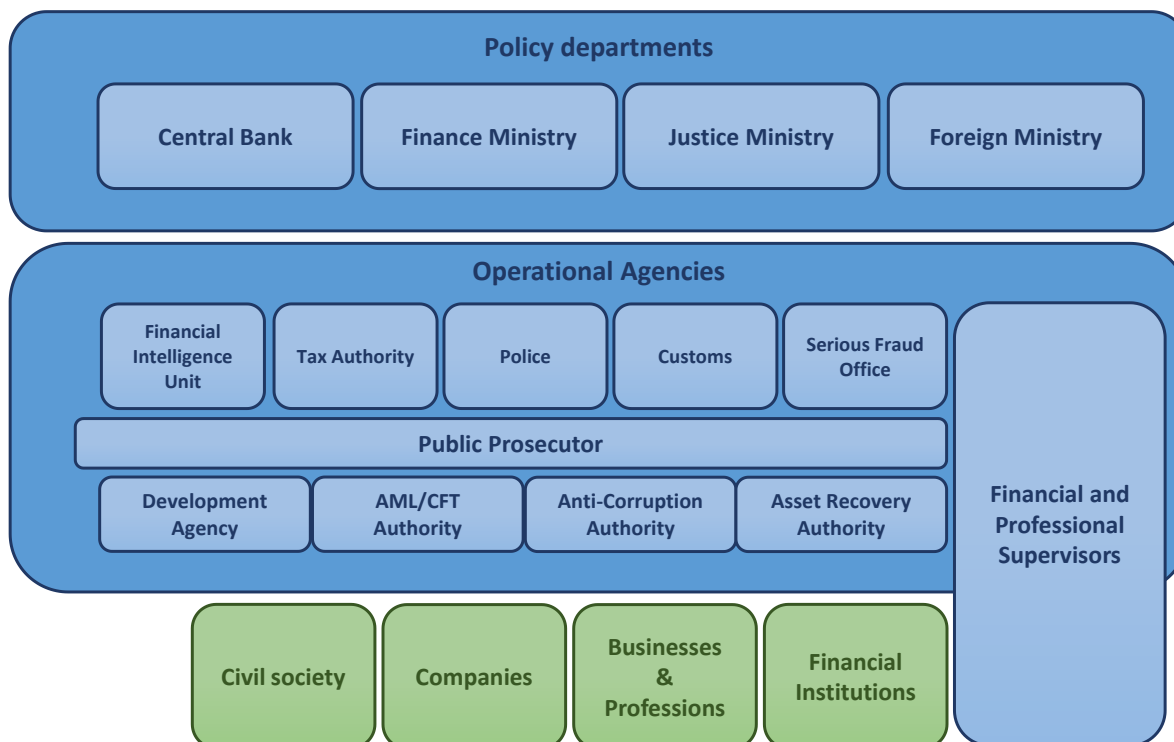 Policy departments
Central Bank
Finance Ministry
Justice Ministry
Foreign Ministry
Operational Agencies
Financial
Intelligence
Unit
Tax Authority
Police
Customs
Serious Fraud
Office
Public Prosecutor
Development
Agency
AML/CFT
Authority
Anti-Corruption
Authority
Asset Recovery
Authority
Financial and
Professional
Supervisors
Civil society
Companies
Businesses
&
Professions
Financial
Institutions